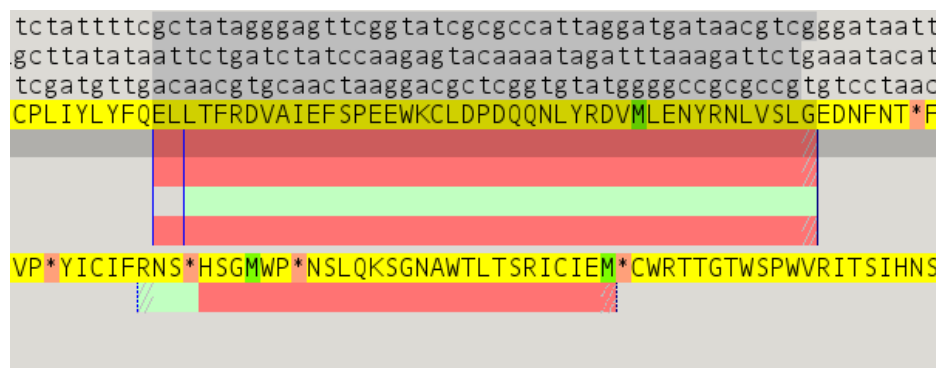 tctattttcgctatagggagttcggtatcgcgccattaggatgataacgtcgggataatt
gcttatataattctgatctatccaagagtacaaaatagatttaaagattctgaaatacat
tcgatgttgacaacgtgcaactaaggacgctcggtgtatggggccgcgccgtgtcctaac
CPLIYLYFQELLTFRDVAIEFSPEEWKCLDPDQQNLYRDVMLENYRNLVSLGEDNFNT*F
VP*YICIFRNS*HSGMWP*NSLQKSGNAWTLTSRICIEM*CWRTTGTWSPWVRITSIHNS